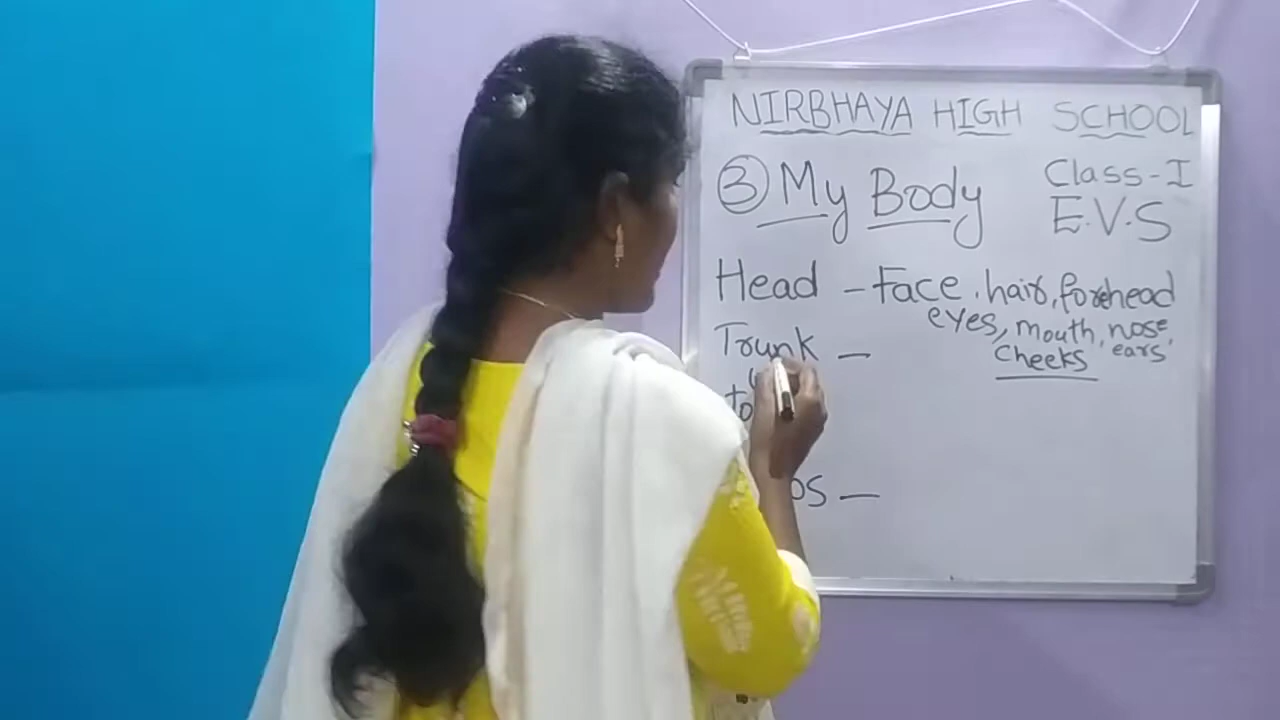 NIRBHAYA HIGH SCHOOL
③ My Body Class-I
E.V.S
Head - Face, hair, forehead
eyes, mouth, nose,
cheeks ears
Trunk —
—